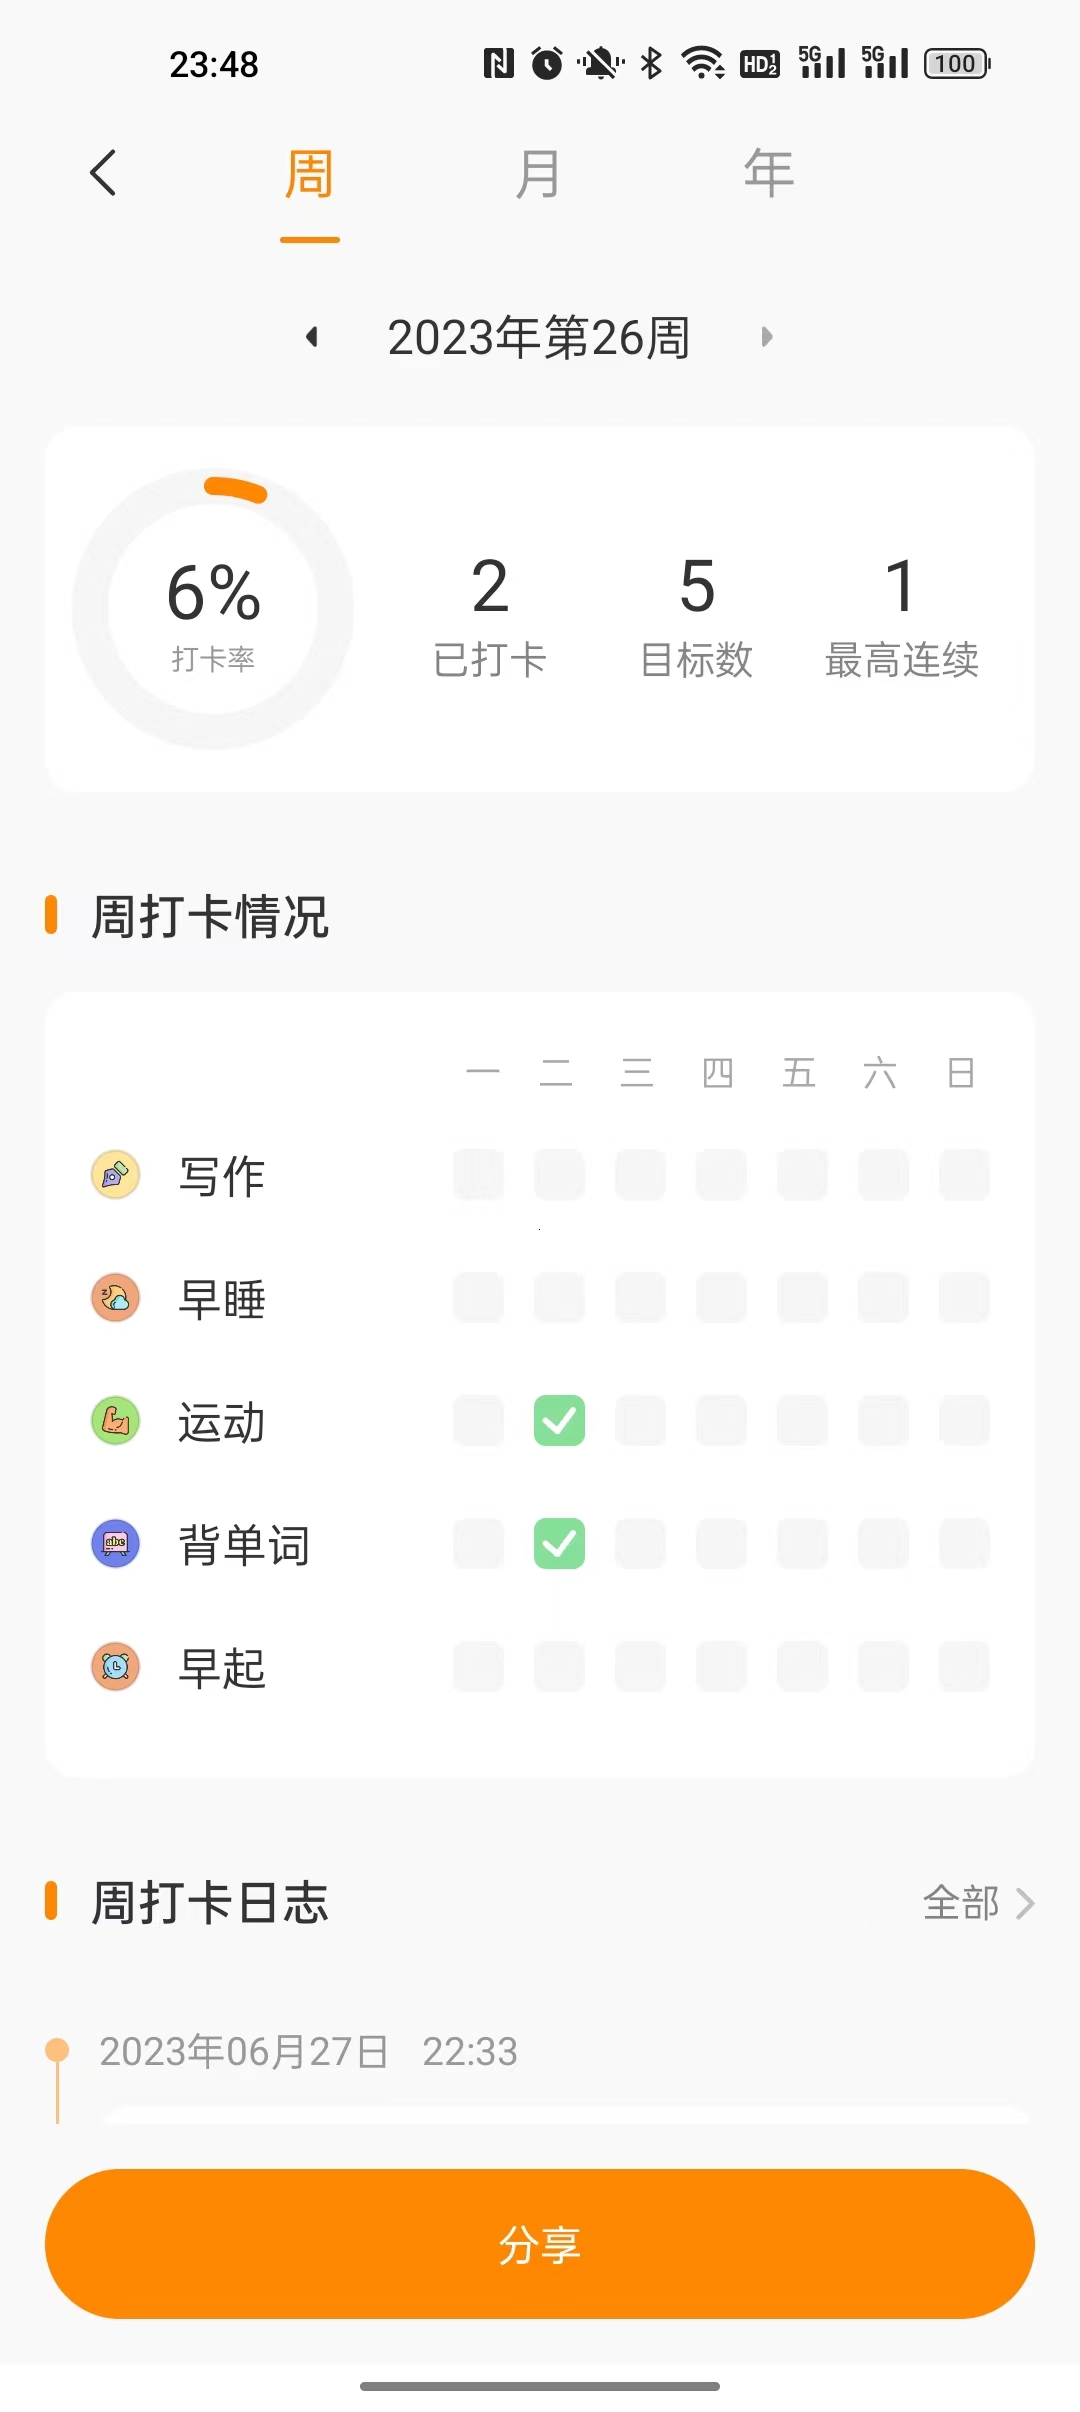 23:48 HD 1 2 5G 5G 100
周 月 年
2023年第26周
6% 2 5 1
打卡率 已打卡 目标数 最高连续
周打卡情况
一 二 三 四 五 六 日
写作
早睡
运动
abc 背单词
早起
周打卡日志 全部
2023年06月27日 22:33
分享